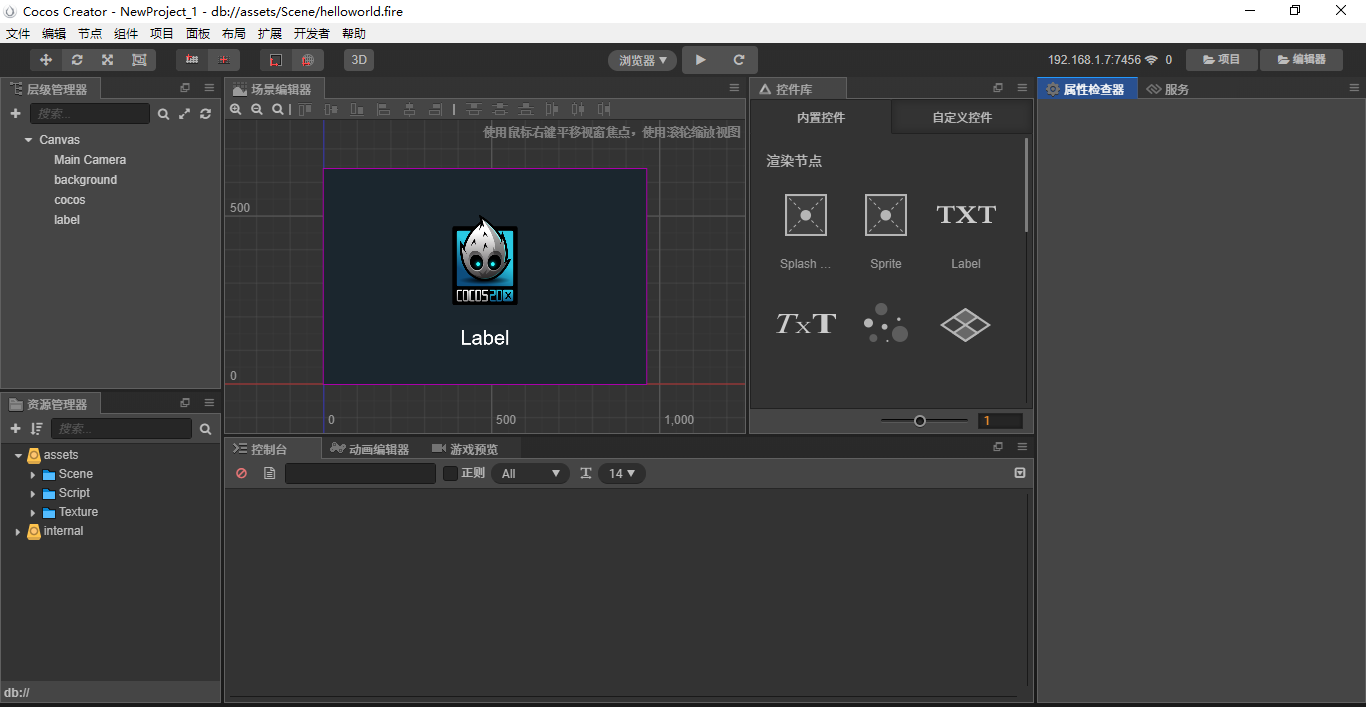 Cocos Creator - NewProject_1 - db://assets/Scene/helloworld.fire
文件 编辑 节点 组件 项目 面板 布局 扩展 开发者 帮助
3D 浏览器 192.168.1.7:7456 0 项目 编辑器
层级管理器
搜索...
Canvas
Main Camera
background
cocos
label
场景编辑器
使用鼠标右键平移视窗焦点，使用滚轮缩放视图
500
0
0 500 1,000
COCOS2DX
Label
控件库
内置控件 自定义控件
渲染节点
TXT
Splash ... Sprite Label
TxT
1
属性检查器 服务
资源管理器
搜索...
assets
Scene
Script
Texture
internal
db://
控制台 动画编辑器 游戏预览
正则 All 14